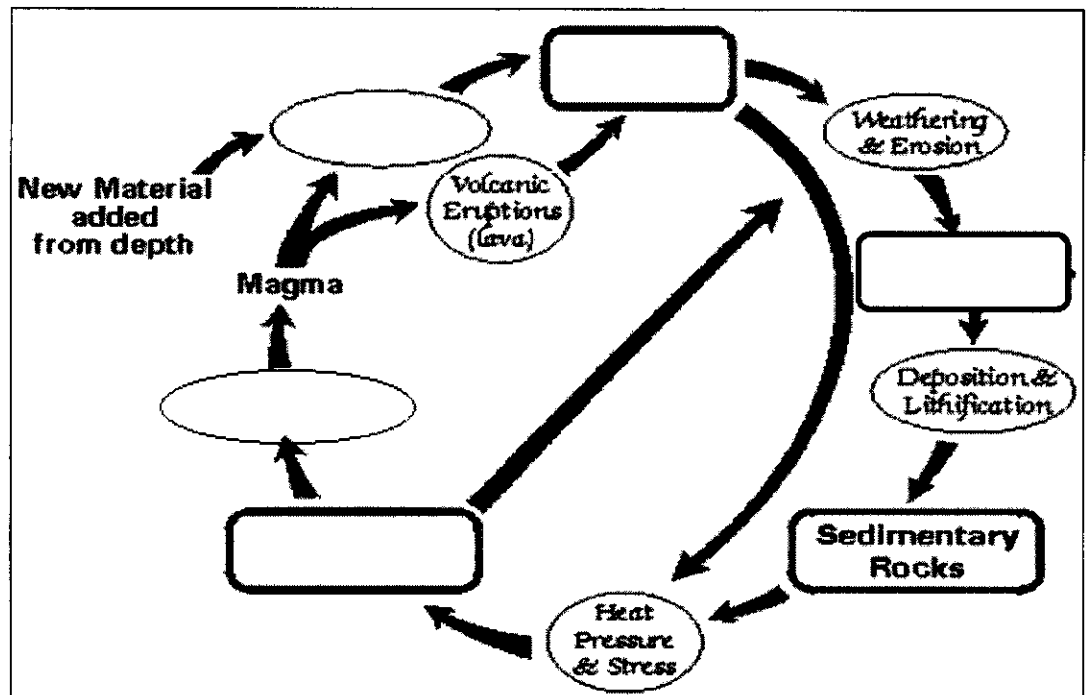 Weathering
& Erosion
New Material
added
from depth
Volcanic
Eruptions
(lava)
Magma
Deposition &
Lithification
Sedimentary
Rocks
Heat
Pressure
& Stress